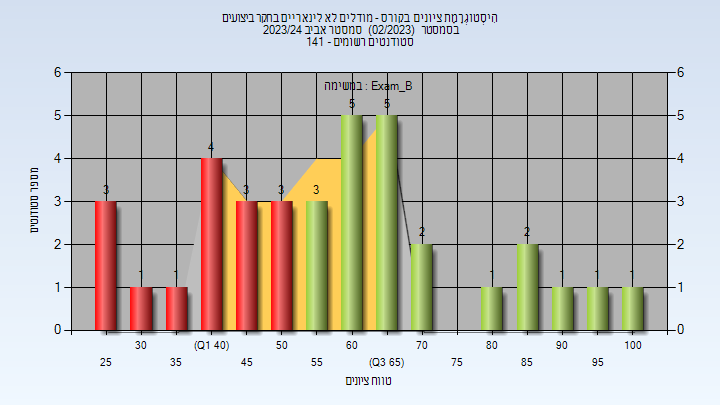 הִיסטוּגרַמַת ציונים בקורס - מודלים לא לינאריים בחקר ביצועים
בסמסטר (02/2023) סמסטר אביב 2023/24
סטודנטים רשומים - 141
במשימה : Exam_B
מספר סטודנטים
6 6
5 5
4 4
3 3
2 2
1 1
0 0
3 1 1 4 3 3 3 5 5 2 1 2 1 1 1
30 (Q1 40) 50 60 70 80 90 100
25 35 45 55 (Q3 65) 75 85 95
טווח ציונים